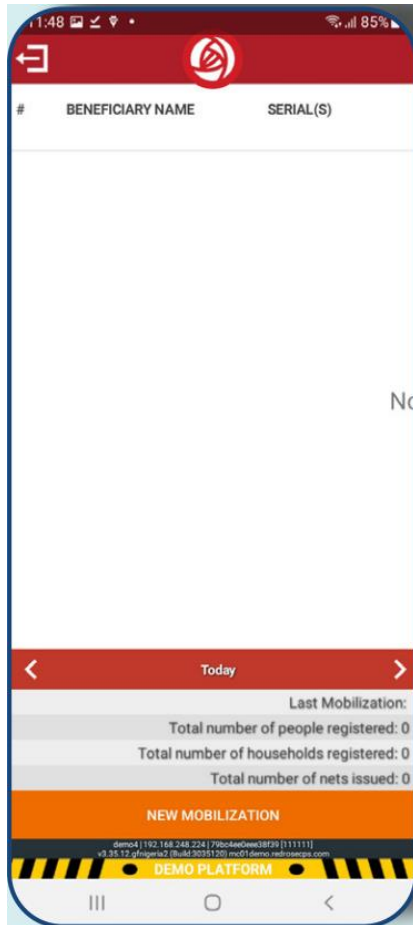 11:48 85%
# BENEFICIARY NAME SERIAL(S)
No
Today
Last Mobilization:
Total number of people registered: 0
Total number of households registered: 0
Total number of nets issued: 0
NEW MOBILIZATION
demo4 | 192.168.248.224 | 79bc4ee0eee38f39 [111111]
v3.35.12.gfnigeria2 (Build:3035120) mc01demo.redrosecps.com
DEMO PLATFORM